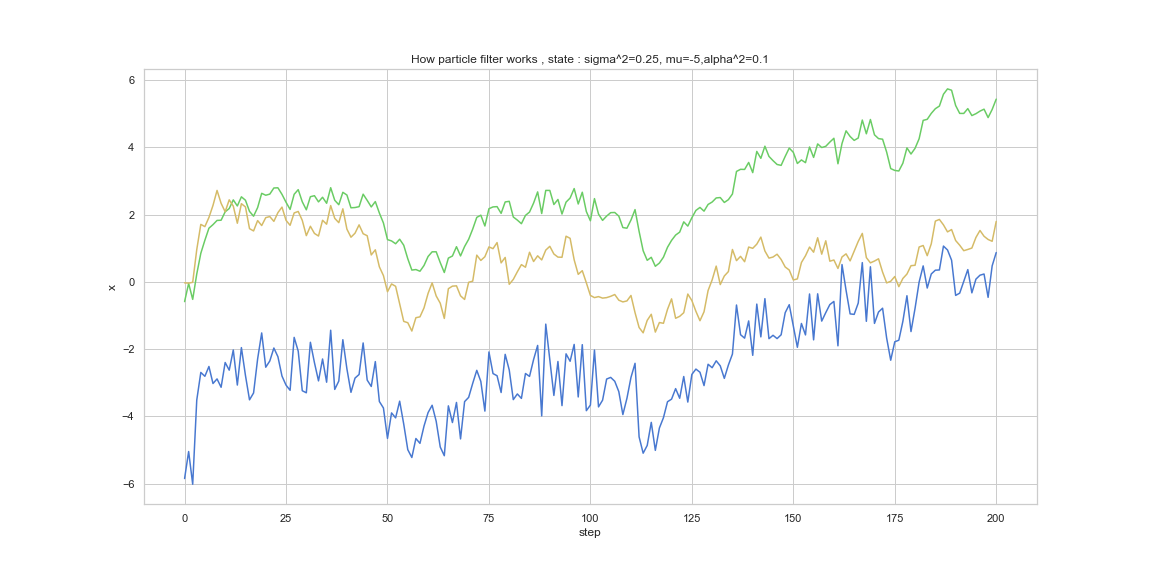 How particle filter works , state : sigma^2=0.25, mu=-5,alpha^2=0.1
6
4
2
0
−2
−4
−6
x
0 25 50 75 100 125 150 175 200
step